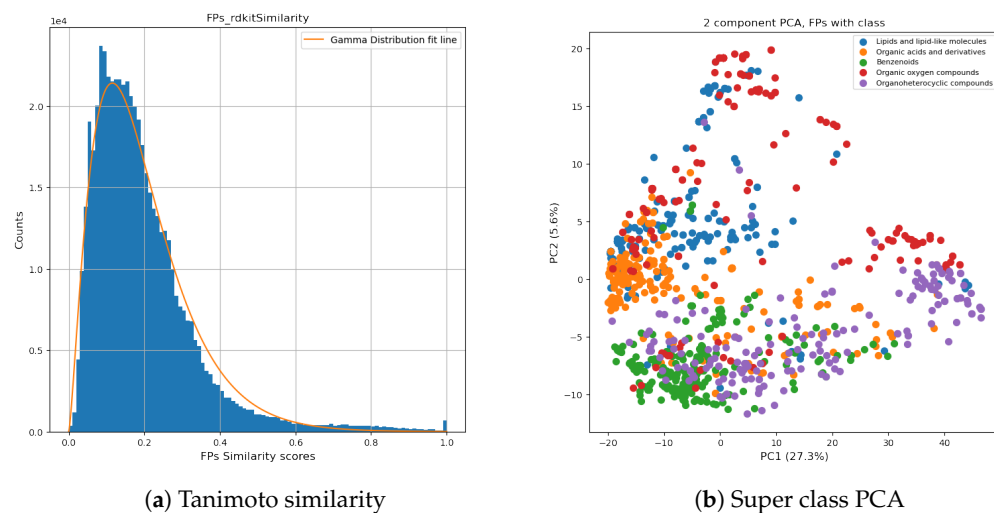 FPs_rdkitSimilarity
1e4
Gamma Distribution fit line
2.0
1.5
1.0
0.5
0.0
Counts
0.0 0.2 0.4 0.6 0.8 1.0
FPs Similarity scores
(a) Tanimoto similarity
2 component PCA, FPs with class
Lipids and lipid-like molecules
Organic acids and derivatives
Benzenoids
Organic oxygen compounds
Organoheterocyclic compounds
20
15
10
5
0
−5
−10
PC2 (5.6%)
−20 −10 0 10 20 30 40
PC1 (27.3%)
(b) Super class PCA